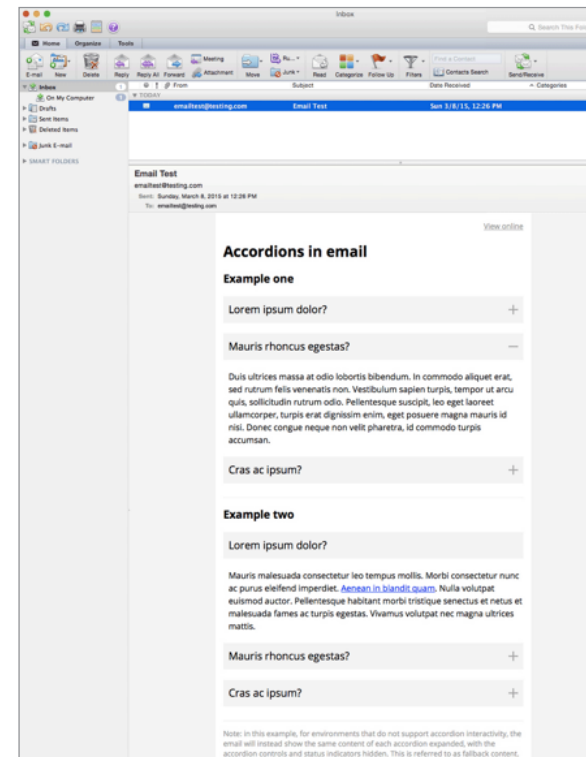 Inbox
Search This Fol
Home Organize Tools
E-mail New Delete Reply Reply All Forward Meeting Attachment Move Ru... Junk Read Categorize Follow Up Filters Find a Contact Contacts Search Send/Receive
Inbox 1
On My Computer
Drafts
Sent Items
Deleted Items
Junk E-mail
SMART FOLDERS
From Subject Date Received Categories
TODAY
emailtest@testing.com Email Test Sun 3/8/15, 12:26 PM
Email Test
emailtest@testing.com
Sent: Sunday, March 8, 2015 at 12:26 PM
To: emailtest@testing.com
View online
Accordions in email
Example one
Lorem ipsum dolor?
Mauris rhoncus egestas?
Duis ultrices massa at odio lobortis bibendum. In commodo aliquet erat,
sed rutrum felis venenatis non. Vestibulum sapien turpis, tempor ut arcu
quis, sollicitudin rutrum odio. Pellentesque suscipit, leo eget laoreet
ullamcorper, turpis erat dignissim enim, eget posuere magna mauris id
nisi. Donec congue neque non velit pharetra, id commodo turpis
accumsan.
Cras ac ipsum?
Example two
Lorem ipsum dolor?
Mauris malesuada consectetur leo tempus mollis. Morbi consectetur nunc
ac purus eleifend imperdiet. Aenean in blandit quam. Nulla volutpat
euismod auctor. Pellentesque habitant morbi tristique senectus et netus et
malesuada fames ac turpis egestas. Vivamus volutpat nec magna ultrices
mattis.
Mauris rhoncus egestas?
Cras ac ipsum?
Note: in this example, for environments that do not support accordion interactivity, the
email will instead show the same content of each accordion expanded, with the
accordion controls and status indicators hidden. This is referred to as fallback content.